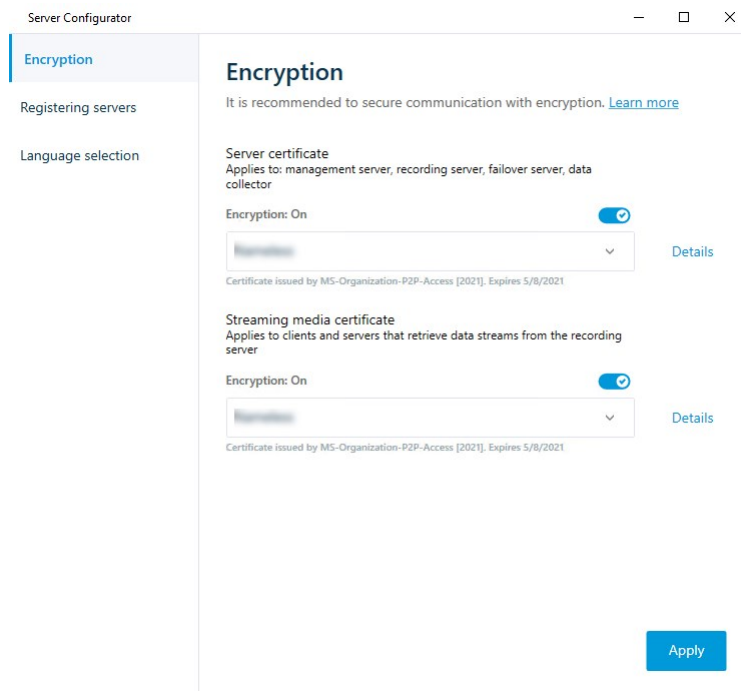 Server Configurator
Encryption
Registering servers
Language selection
Encryption
It is recommended to secure communication with encryption. Learn more
Server certificate
Applies to: management server, recording server, failover server, data
collector
Encryption: On
Details
Certificate issued by MS-Organization-P2P-Access [2021]. Expires 5/8/2021
Streaming media certificate
Applies to clients and servers that retrieve data streams from the recording
server
Encryption: On
Details
Certificate issued by MS-Organization-P2P-Access [2021]. Expires 5/8/2021
Apply